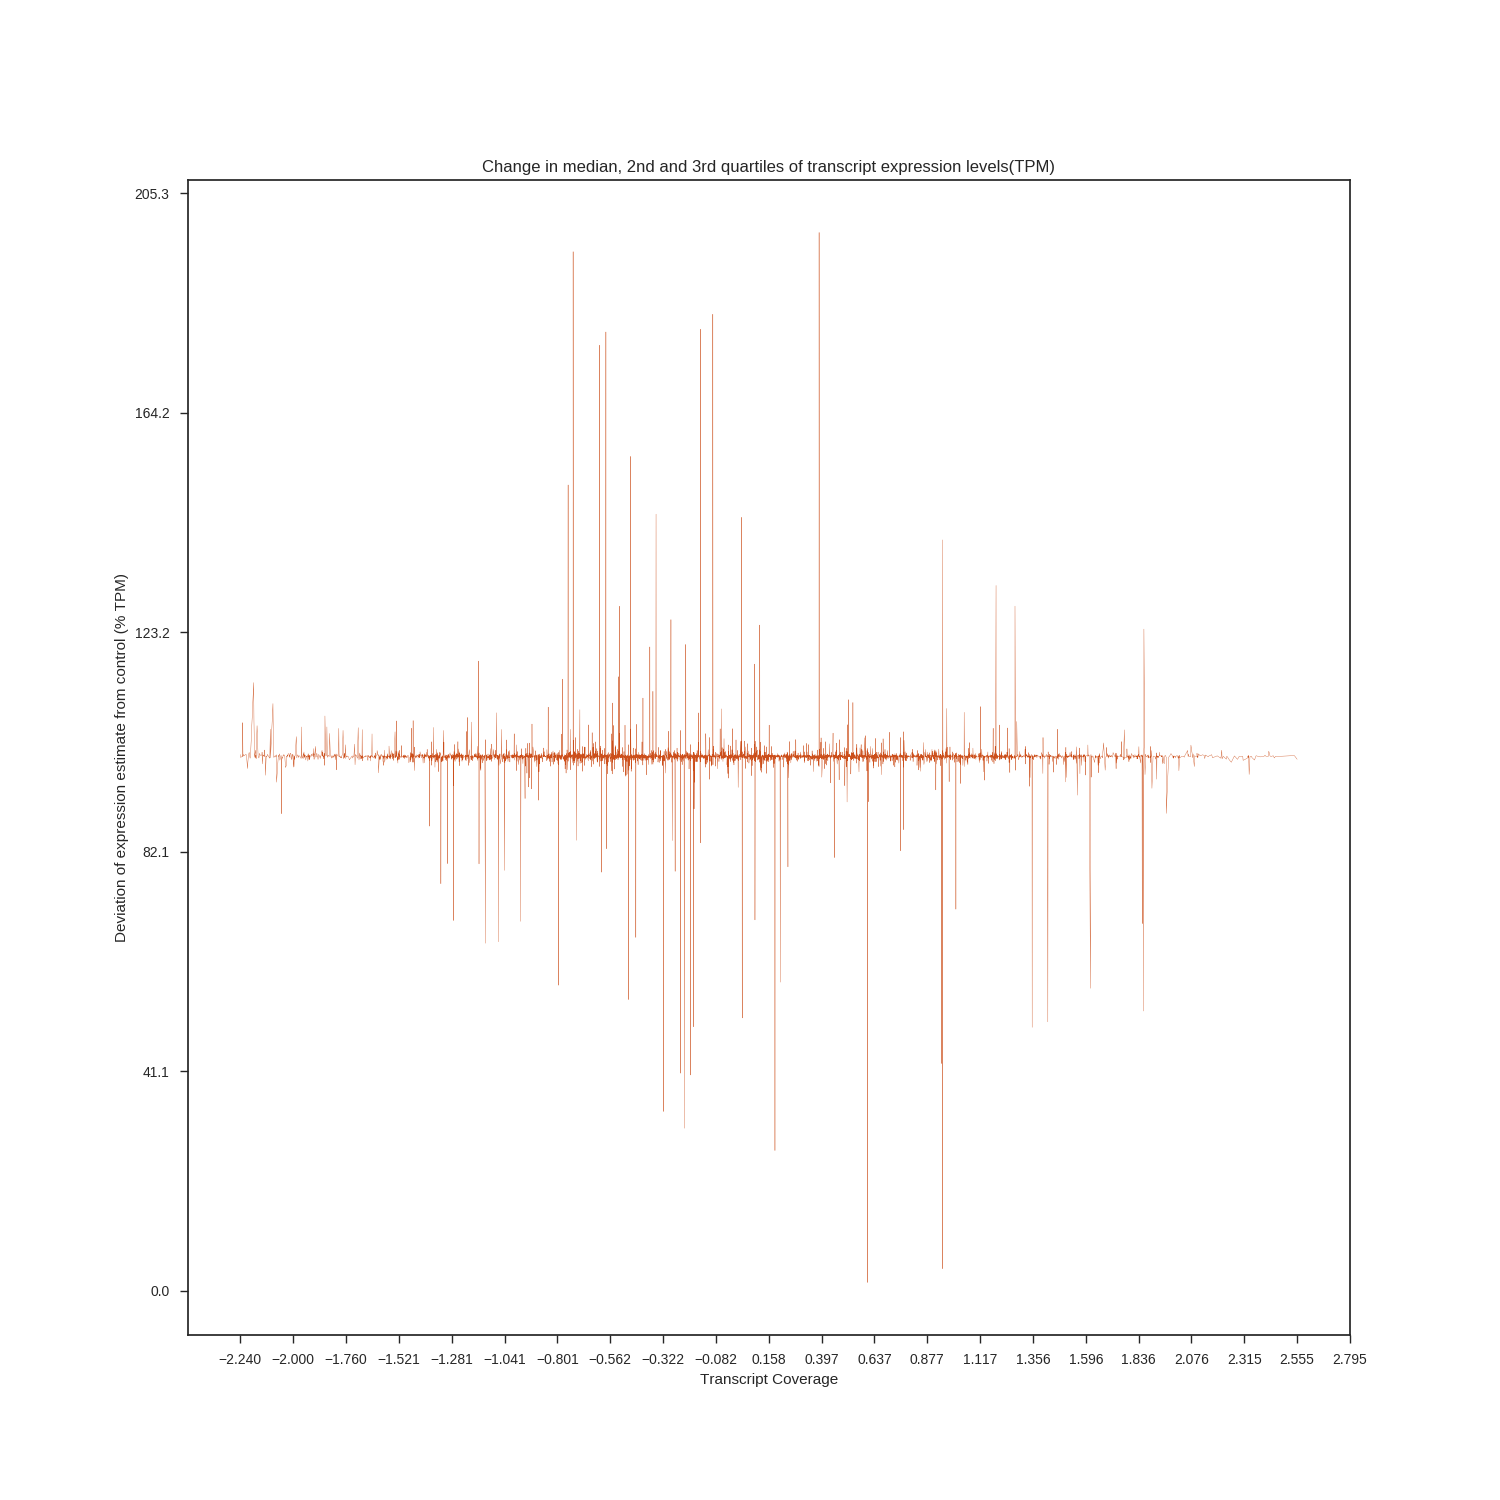 Change in median, 2nd and 3rd quartiles of transcript expression levels(TPM)
205.3
164.2
123.2
82.1
41.1
0.0
Deviation of expression estimate from control (% TPM)
−2.240 −2.000 −1.760 −1.521 −1.281 −1.041 −0.801 −0.562 −0.322 −0.082 0.158 0.397 0.637 0.877 1.117 1.356 1.596 1.836 2.076 2.315 2.555 2.795
Transcript Coverage